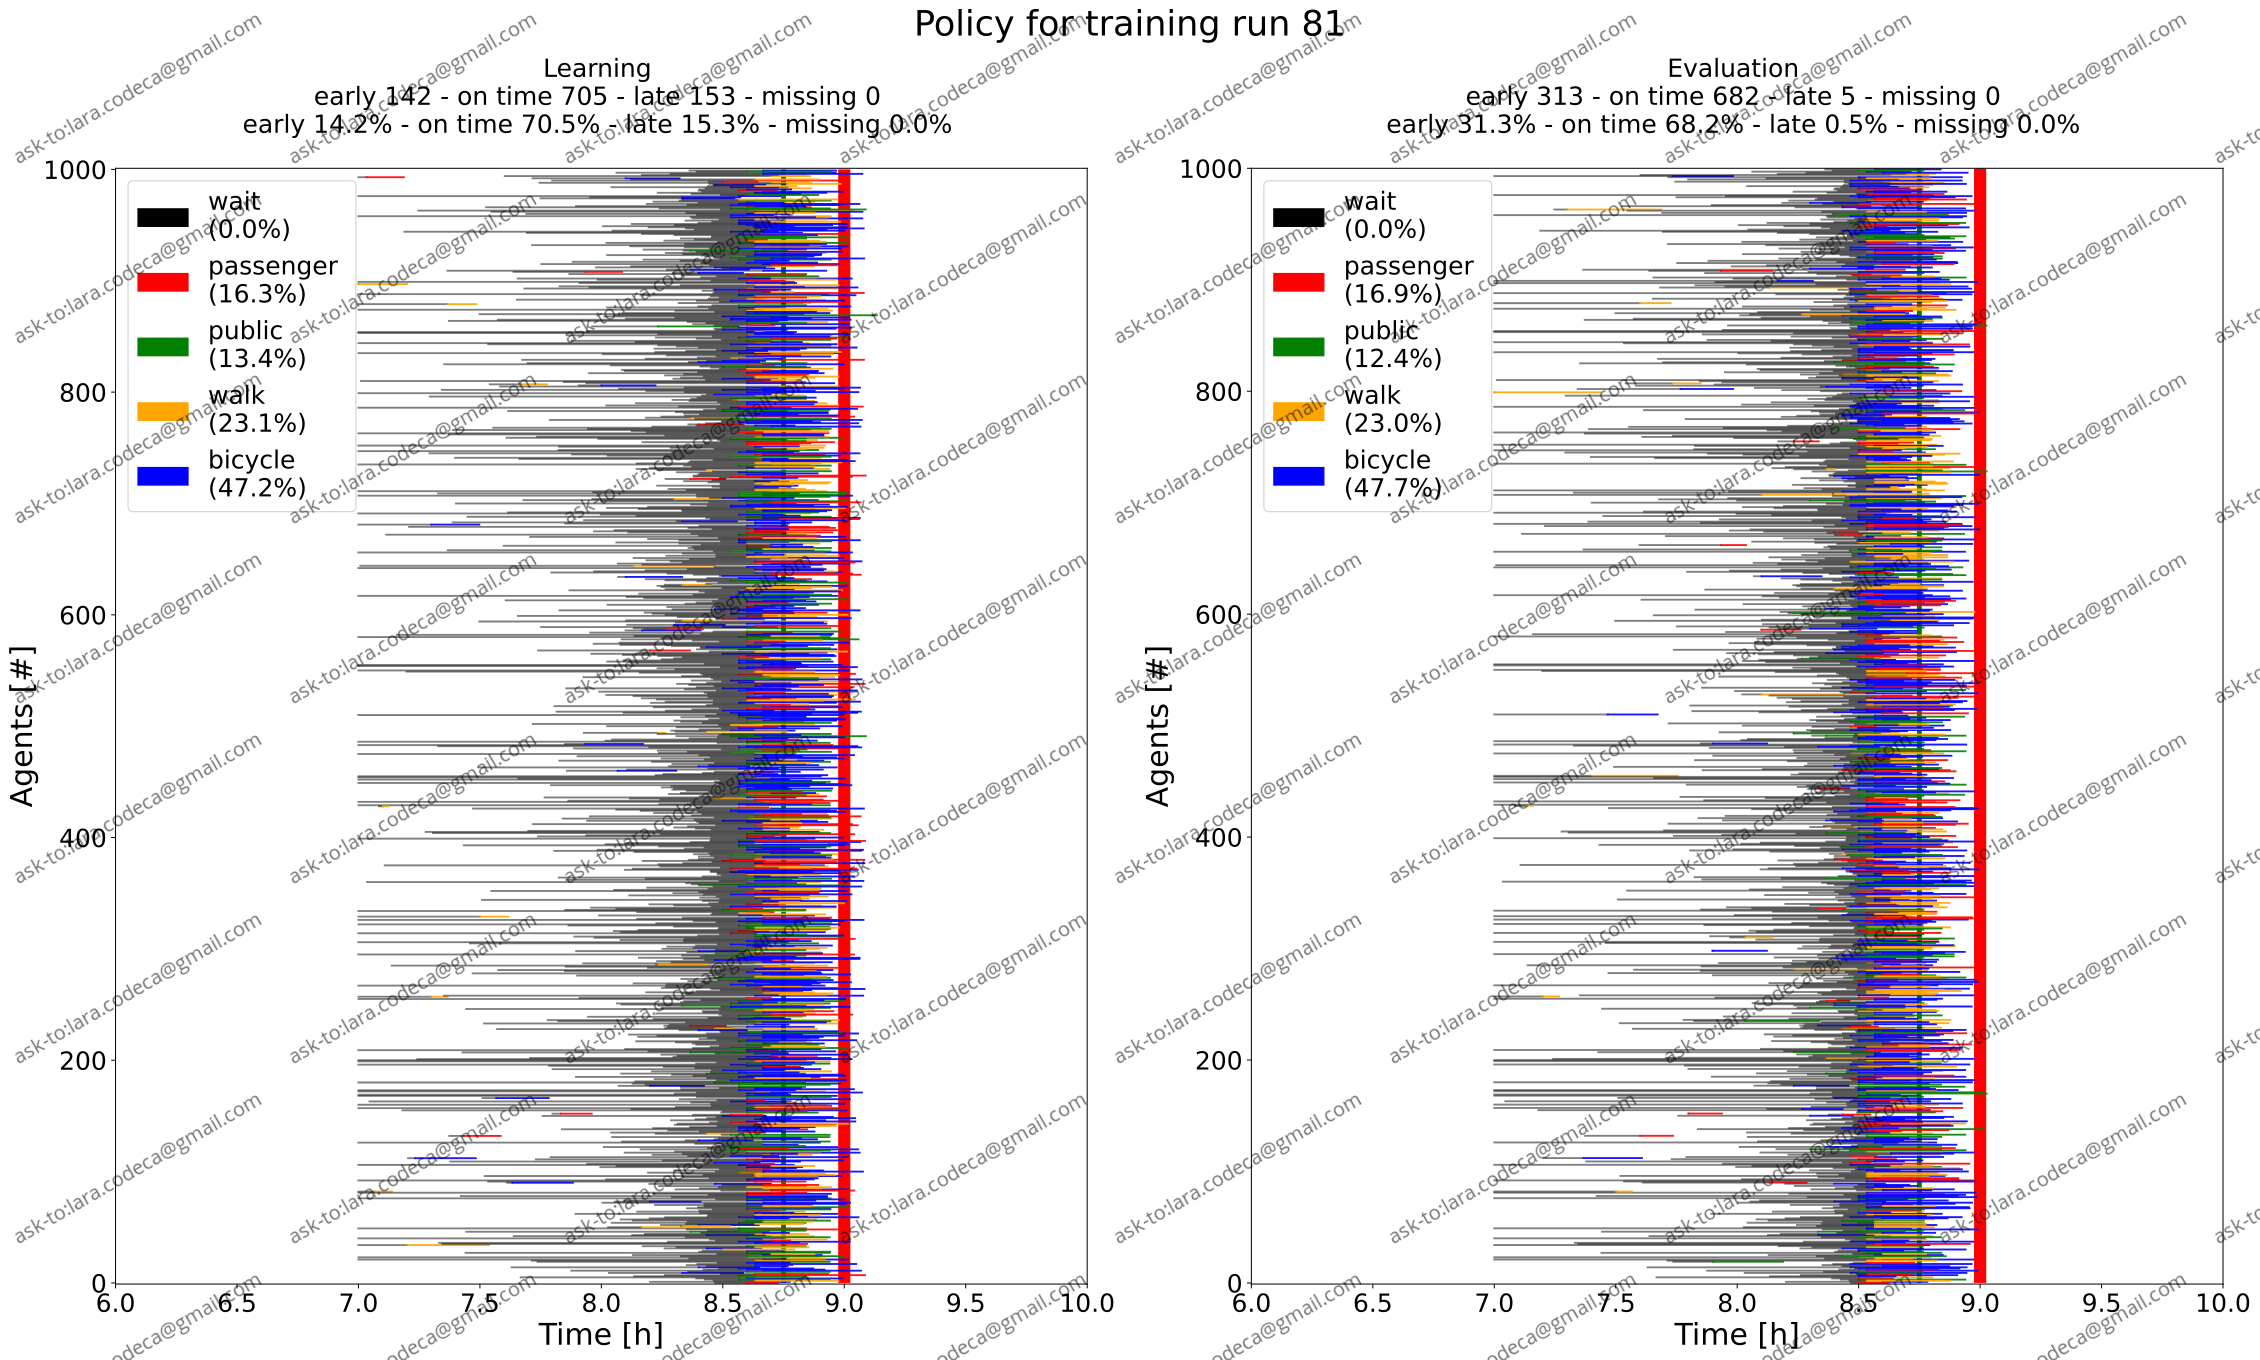 Policy for training run 81
Learning
early 142 - on time 705 - late 153 - missing 0
early 14.2% - on time 70.5% - late 15.3% - missing 0.0%
1000
800
600
400
200
0
Agents [#]
wait
(0.0%)
passenger
(16.3%)
public
(13.4%)
walk
(23.1%)
bicycle
(47.2%)
6.0 6.5 7.0 7.5 8.0 8.5 9.0 9.5 10.0
Time [h]
Evaluation
early 313 - on time 682 - late 5 - missing 0
early 31.3% - on time 68.2% - late 0.5% - missing 0.0%
1000
800
600
400
200
0
Agents [#]
wait
(0.0%)
passenger
(16.9%)
public
(12.4%)
walk
(23.0%)
bicycle
(47.7%)
6.0 6.5 7.0 7.5 8.0 8.5 9.0 9.5 10.0
Time [h]
ask-to:lara.codeca@gmail.com